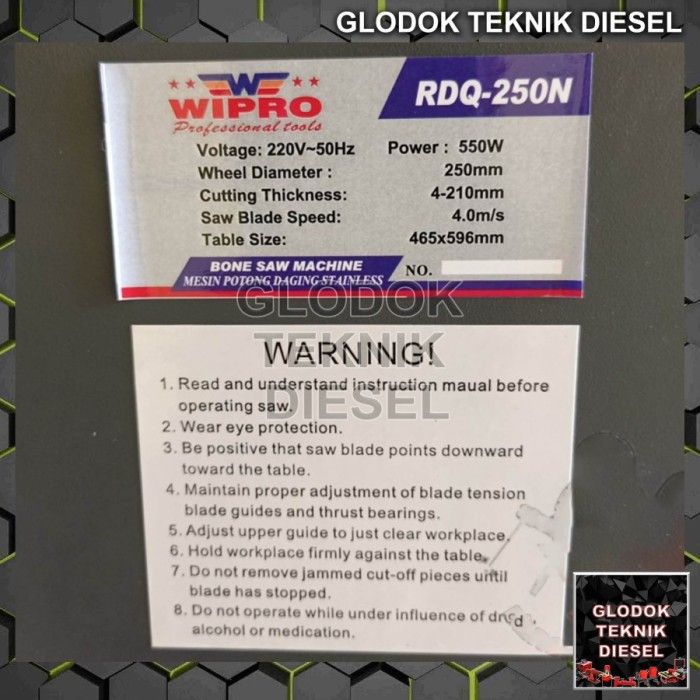 GLODOK TEKNIK DIESEL
W
WIPRO
Professional tools
RDQ-250N
Voltage: 220V~50Hz Power : 550W
Wheel Diameter : 250mm
Cutting Thickness: 4-210mm
Saw Blade Speed: 4.0m/s
Table Size: 465x596mm
BONE SAW MACHINE
MESIN POTONG DAGING STAINLESS
NO.
GLODOK
TEKNIK
DIESEL
WARNING!
1. Read and understand instruction maual before
operating saw.
2. Wear eye protection.
3. Be positive that saw blade points downward
toward the table.
4. Maintain proper adjustment of blade tension
blade guides and thrust bearings.
5. Adjust upper guide to just clear workplace.
6. Hold workplace firmly against the table.
7. Do not remove jammed cut-off pieces until
blade has stopped.
8. Do not operate while under influence of
alcohol or medication.
GLODOK
TEKNIK
DIESEL